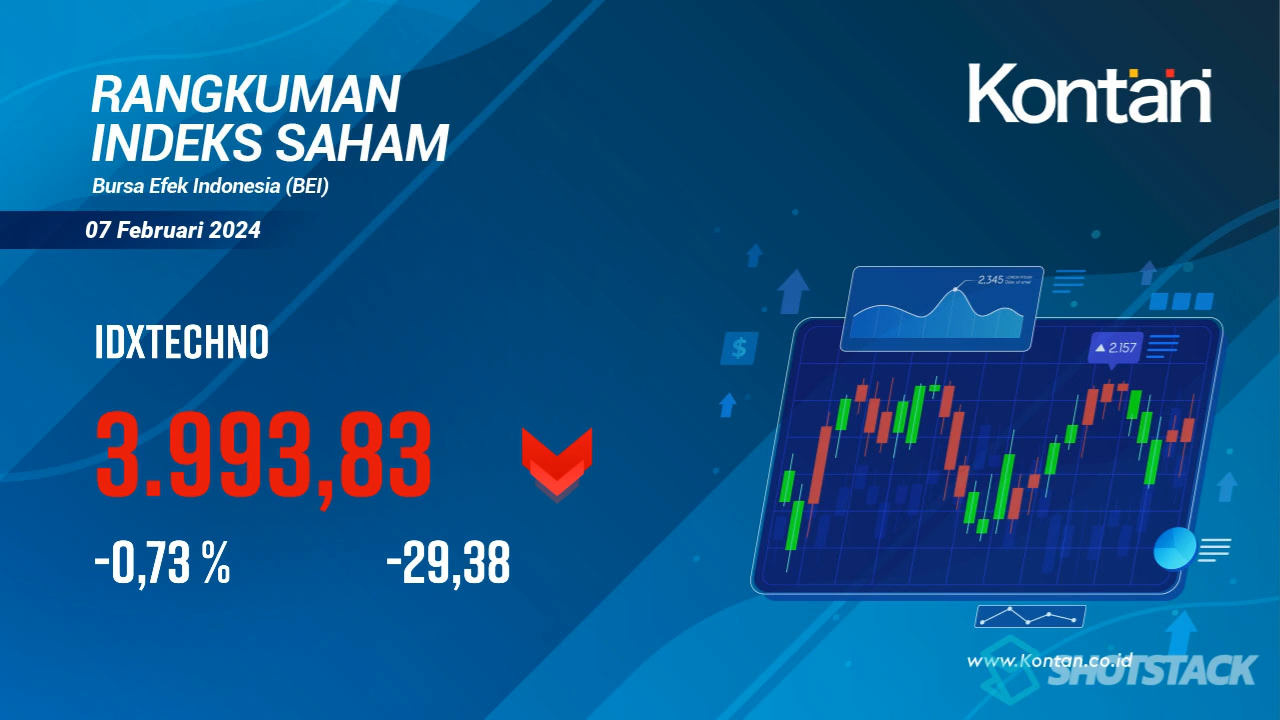 RANGKUMAN
INDEKS SAHAM
Bursa Efek Indonesia (BEI)
07 Februari 2024
Kontan
IDXTECHNO
3.993,83
-0,73 %
-29,38
2,345
$
2.157
www.Kontan.co.id
SHOTSTACK